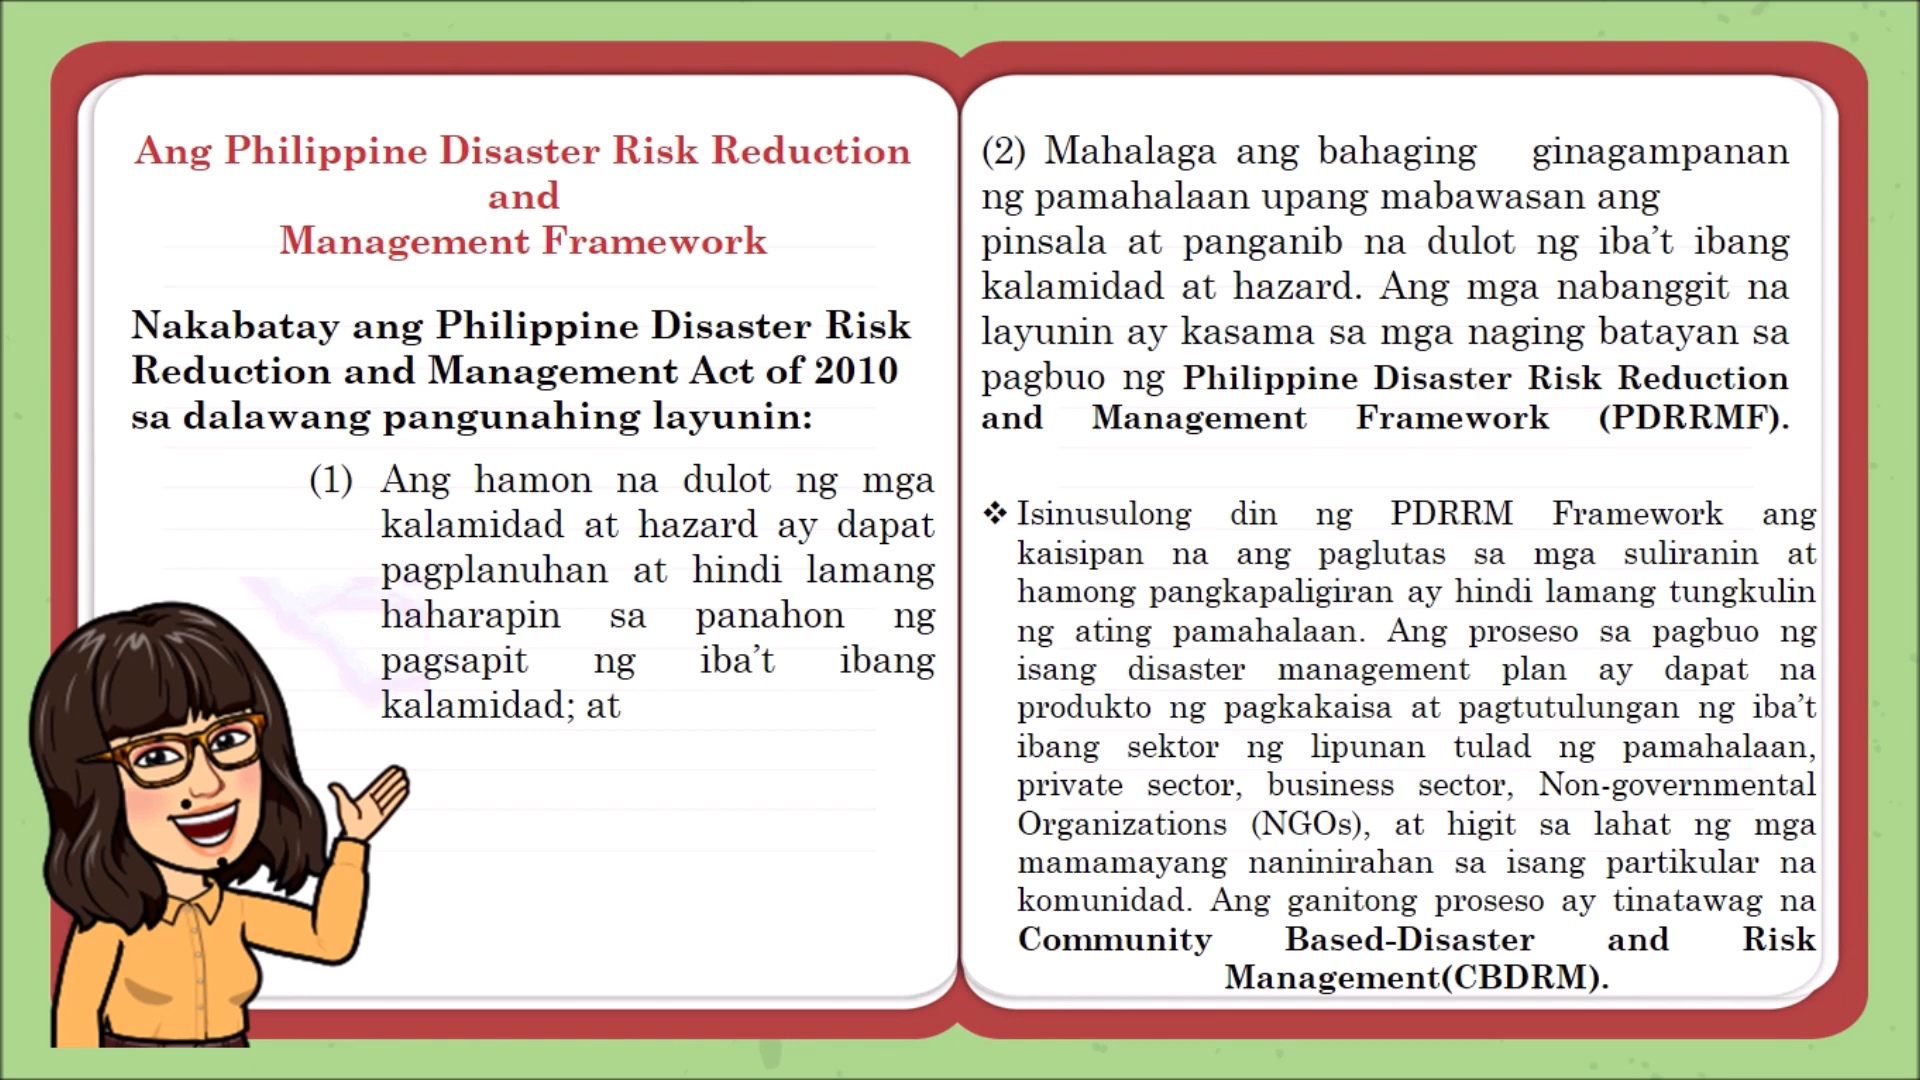 Ang Philippine Disaster Risk Reduction
and
Management Framework
Nakabatay ang Philippine Disaster Risk
Reduction and Management Act of 2010
sa dalawang pangunahing layunin:
(1) Ang hamon na dulot ng mga
kalamidad at hazard ay dapat
pagplanuhan at hindi lamang
haharapin sa panahon ng
pagsapit ng iba’t ibang
kalamidad; at
(2) Mahalaga ang bahaging ginagampanan
ng pamahalaan upang mabawasan ang
pinsala at panganib na dulot ng iba’t ibang
kalamidad at hazard. Ang mga nabanggit na
layunin ay kasama sa mga naging batayan sa
pagbuo ng Philippine Disaster Risk Reduction
and Management Framework (PDRRMF).
❖ Isinusulong din ng PDRRM Framework ang
kaisipan na ang paglutas sa mga suliranin at
hamong pangkapaligiran ay hindi lamang tungkulin
ng ating pamahalaan. Ang proseso sa pagbuo ng
isang disaster management plan ay dapat na
produkto ng pagkakaisa at pagtutulungan ng iba’t
ibang sektor ng lipunan tulad ng pamahalaan,
private sector, business sector, Non-governmental
Organizations (NGOs), at higit sa lahat ng mga
mamamayang naninirahan sa isang partikular na
komunidad. Ang ganitong proseso ay tinatawag na
Community Based-Disaster and Risk
Management(CBDRM).